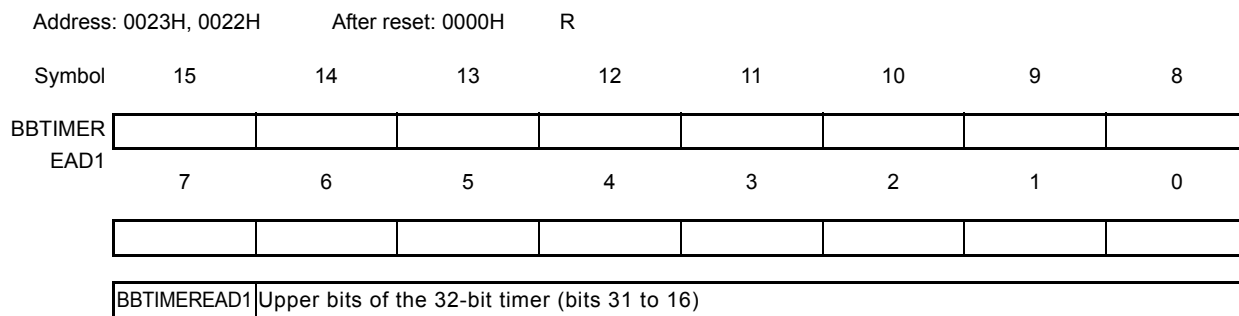 Address: 0023H, 0022H After reset: 0000H R
Symbol 15 14 13 12 11 10 9 8
BBTIMER
EAD1
7 6 5 4 3 2 1 0
BBTIMEREAD1 Upper bits of the 32-bit timer (bits 31 to 16)